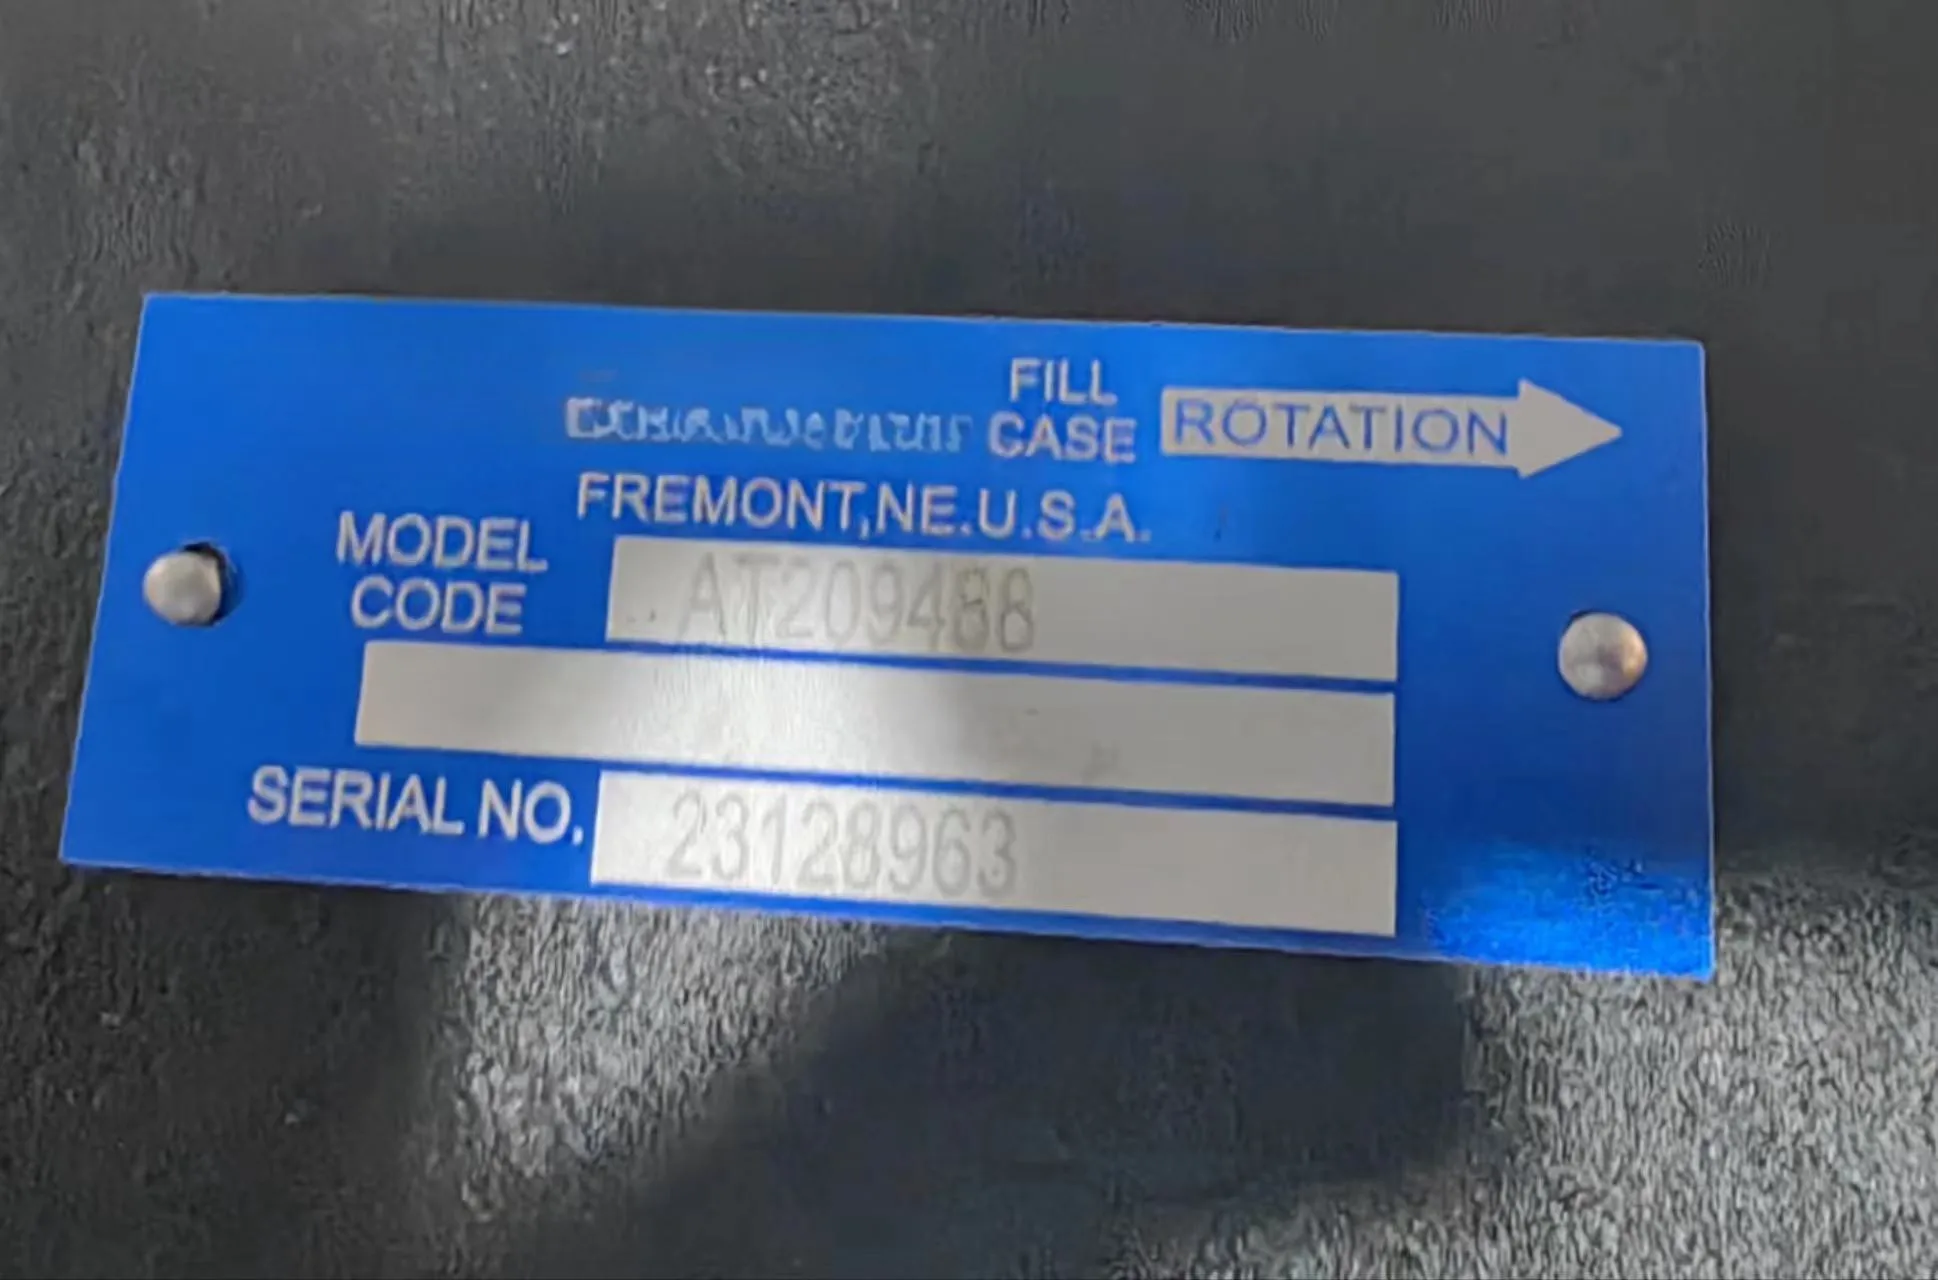 FILL
CASE
ROTATION
FREMONT,NE.U.S.A.
MODEL
CODE
AT209488
SERIAL NO.
23128963